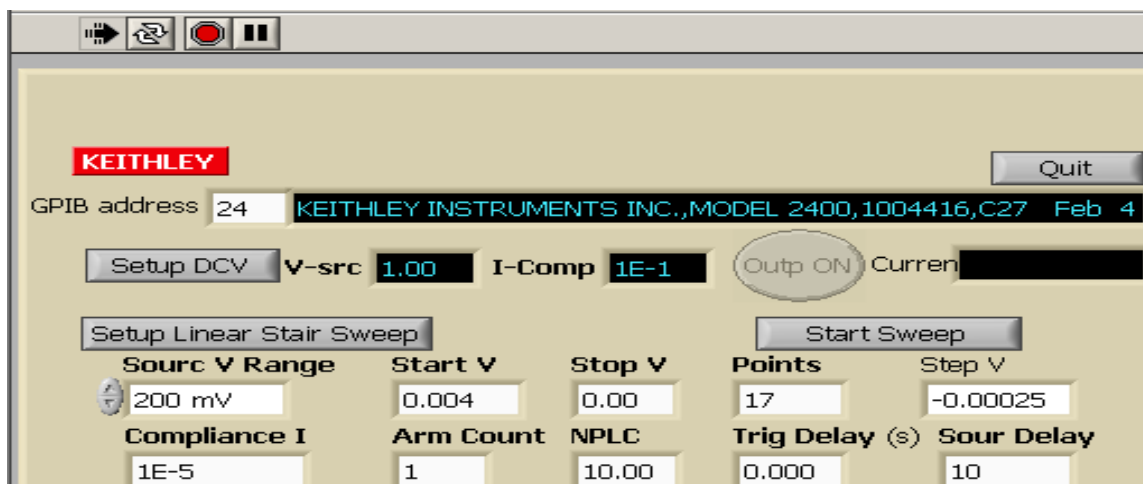 KEITHLEY
Quit
GPIB address 24 KEITHLEY INSTRUMENTS INC.,MODEL 2400,1004416,C27 Feb 4
Setup DCV V-src 1.00 I-Comp 1E-1 Outp ON Curren
Setup Linear Stair Sweep Start Sweep
Sourc V Range Start V Stop V Points Step V
200 mV 0.004 0.00 17 -0.00025
Compliance I Arm Count NPLC Trig Delay (s) Sour Delay
1E-5 1 10.00 0.000 10